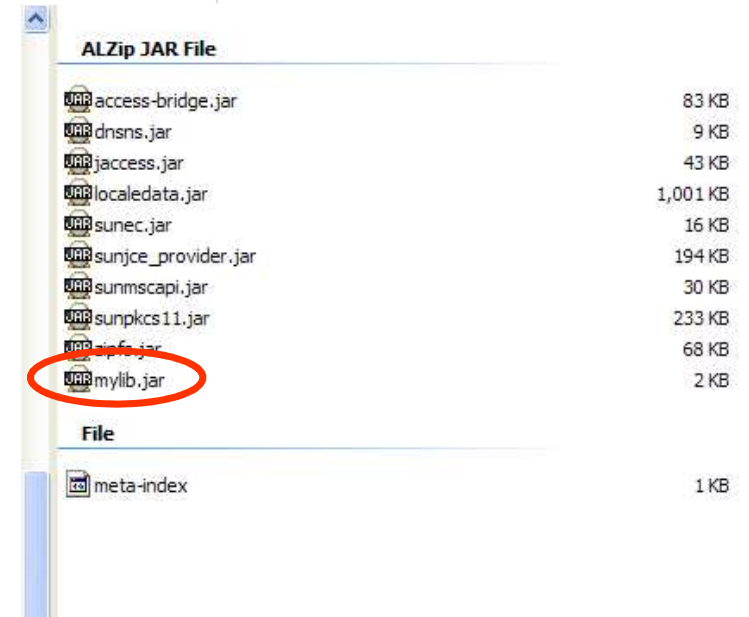 ALZip JAR File
access-bridge.jar 83 KB
dnsns.jar 9 KB
jaccess.jar 43 KB
localedata.jar 1,001 KB
sunec.jar 16 KB
sunjce_provider.jar 194 KB
sunmscapi.jar 30 KB
sunpkcs11.jar 233 KB
zipfs.jar 68 KB
mylib.jar 2 KB
File
meta-index 1 KB